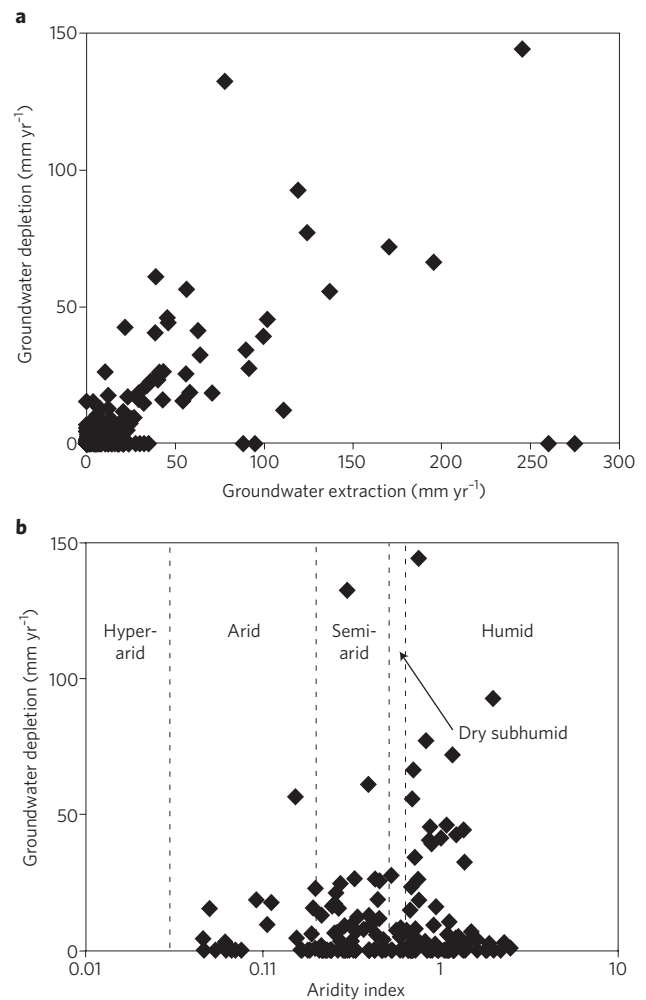 a
150
100
50
0
Groundwater depletion (mm yr⁻¹)
0 50 100 150 200 250 300
Groundwater extraction (mm yr⁻¹)
b
150
100
50
0
Groundwater depletion (mm yr⁻¹)
Hyper-
arid
Arid
Semi-
arid
Humid
Dry subhumid
0.01 0.11 1 10
Aridity index